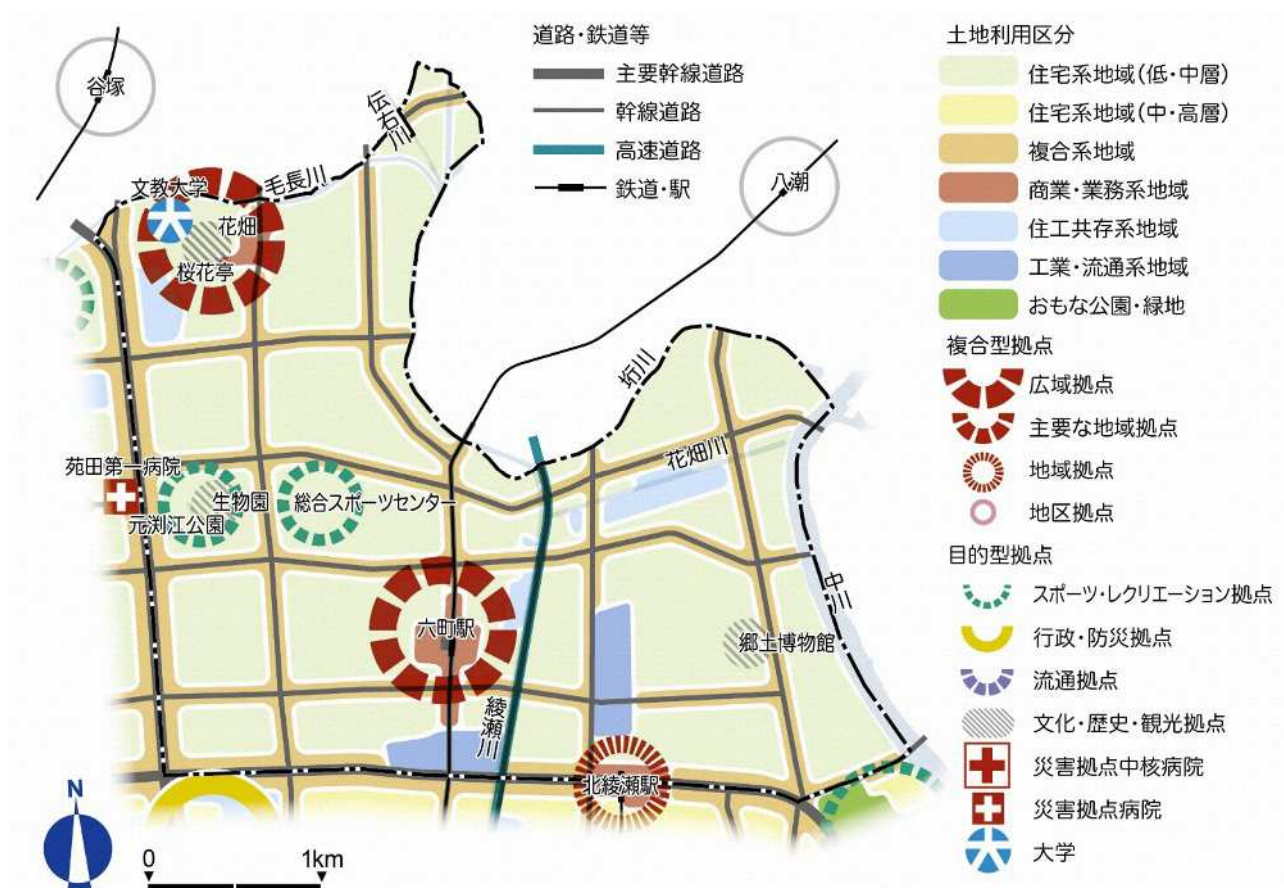 谷塚
伝右川
毛長川
文教大学
花畑
桜花亭
八潮
垳川
花畑川
苑田第一病院
生物園
元渕江公園
総合スポーツセンター
中川
六町駅
郷土博物館
綾瀬川
北綾瀬駅
N
0 1km
道路・鉄道等
主要幹線道路
幹線道路
高速道路
鉄道・駅
土地利用区分
住宅系地域(低・中層)
住宅系地域(中・高層)
複合系地域
商業・業務系地域
住工共存系地域
工業・流通系地域
おもな公園・緑地
複合型拠点
広域拠点
主要な地域拠点
地域拠点
地区拠点
目的型拠点
スポーツ・レクリエーション拠点
行政・防災拠点
流通拠点
文化・歴史・観光拠点
災害拠点中核病院
災害拠点病院
大学